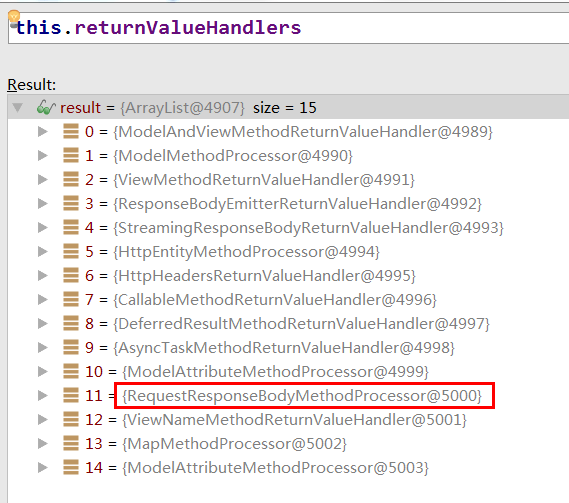 this.returnValueHandlers
Result:
result = {ArrayList@4907} size = 15
0 = {ModelAndViewMethodReturnValueHandler@4989}
1 = {ModelMethodProcessor@4990}
2 = {ViewMethodReturnValueHandler@4991}
3 = {ResponseBodyEmitterReturnValueHandler@4992}
4 = {StreamingResponseBodyReturnValueHandler@4993}
5 = {HttpEntityMethodProcessor@4994}
6 = {HttpHeadersReturnValueHandler@4995}
7 = {CallableMethodReturnValueHandler@4996}
8 = {DeferredResultMethodReturnValueHandler@4997}
9 = {AsyncTaskMethodReturnValueHandler@4998}
10 = {ModelAttributeMethodProcessor@4999}
11 = {RequestResponseBodyMethodProcessor@5000}
12 = {ViewNameMethodReturnValueHandler@5001}
13 = {MapMethodProcessor@5002}
14 = {ModelAttributeMethodProcessor@5003}